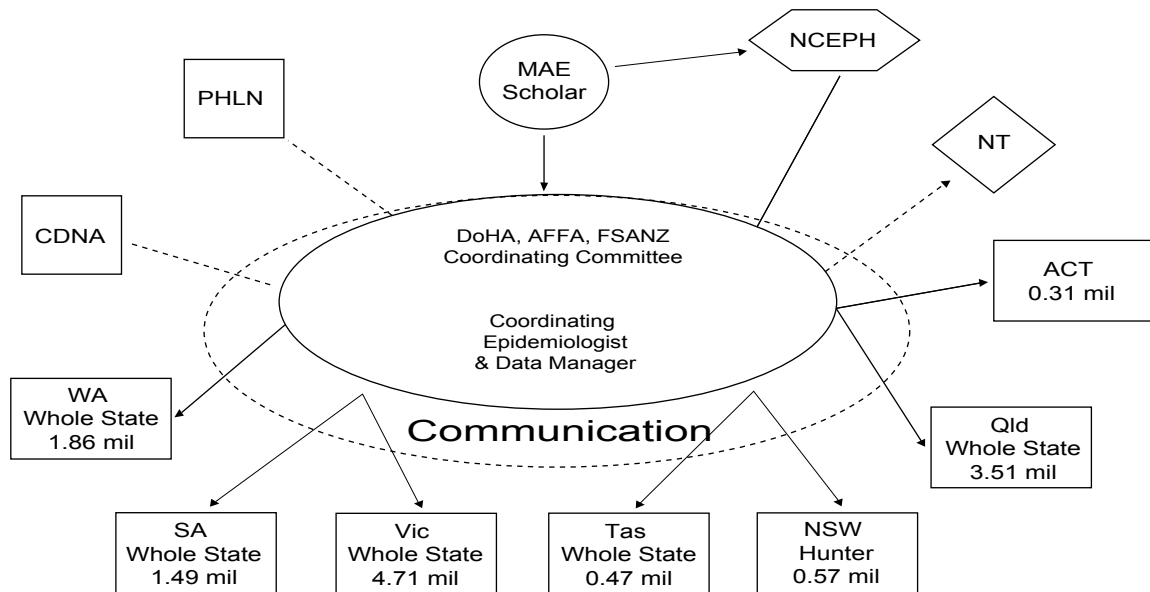 MAE
Scholar
NCEPH
PHLN
NT
CDNA
DoHA, AFFA, FSANZ
Coordinating Committee
ACT
0.31 mil
Coordinating
Epidemiologist
& Data Manager
WA
Whole State
1.86 mil
Communication
Qld
Whole State
3.51 mil
SA
Whole State
1.49 mil
Vic
Whole State
4.71 mil
Tas
Whole State
0.47 mil
NSW
Hunter
0.57 mil